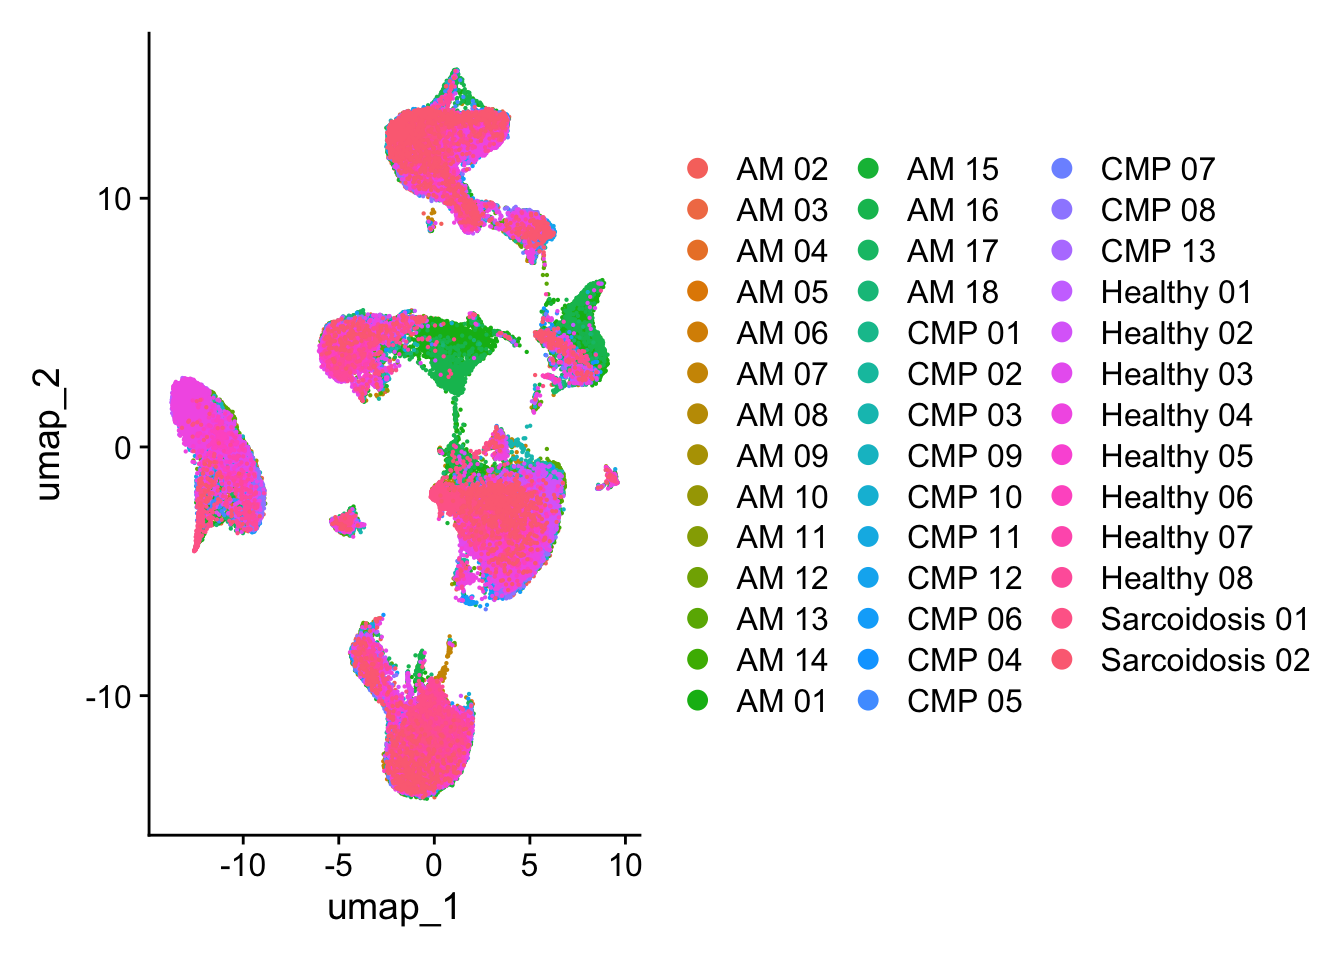 umap_2
10
0
-10
-10 -5 0 5 10
umap_1
AM 02
AM 03
AM 04
AM 05
AM 06
AM 07
AM 08
AM 09
AM 10
AM 11
AM 12
AM 13
AM 14
AM 01
AM 15
AM 16
AM 17
AM 18
CMP 01
CMP 02
CMP 03
CMP 09
CMP 10
CMP 11
CMP 12
CMP 06
CMP 04
CMP 05
CMP 07
CMP 08
CMP 13
Healthy 01
Healthy 02
Healthy 03
Healthy 04
Healthy 05
Healthy 06
Healthy 07
Healthy 08
Sarcoidosis 01
Sarcoidosis 02